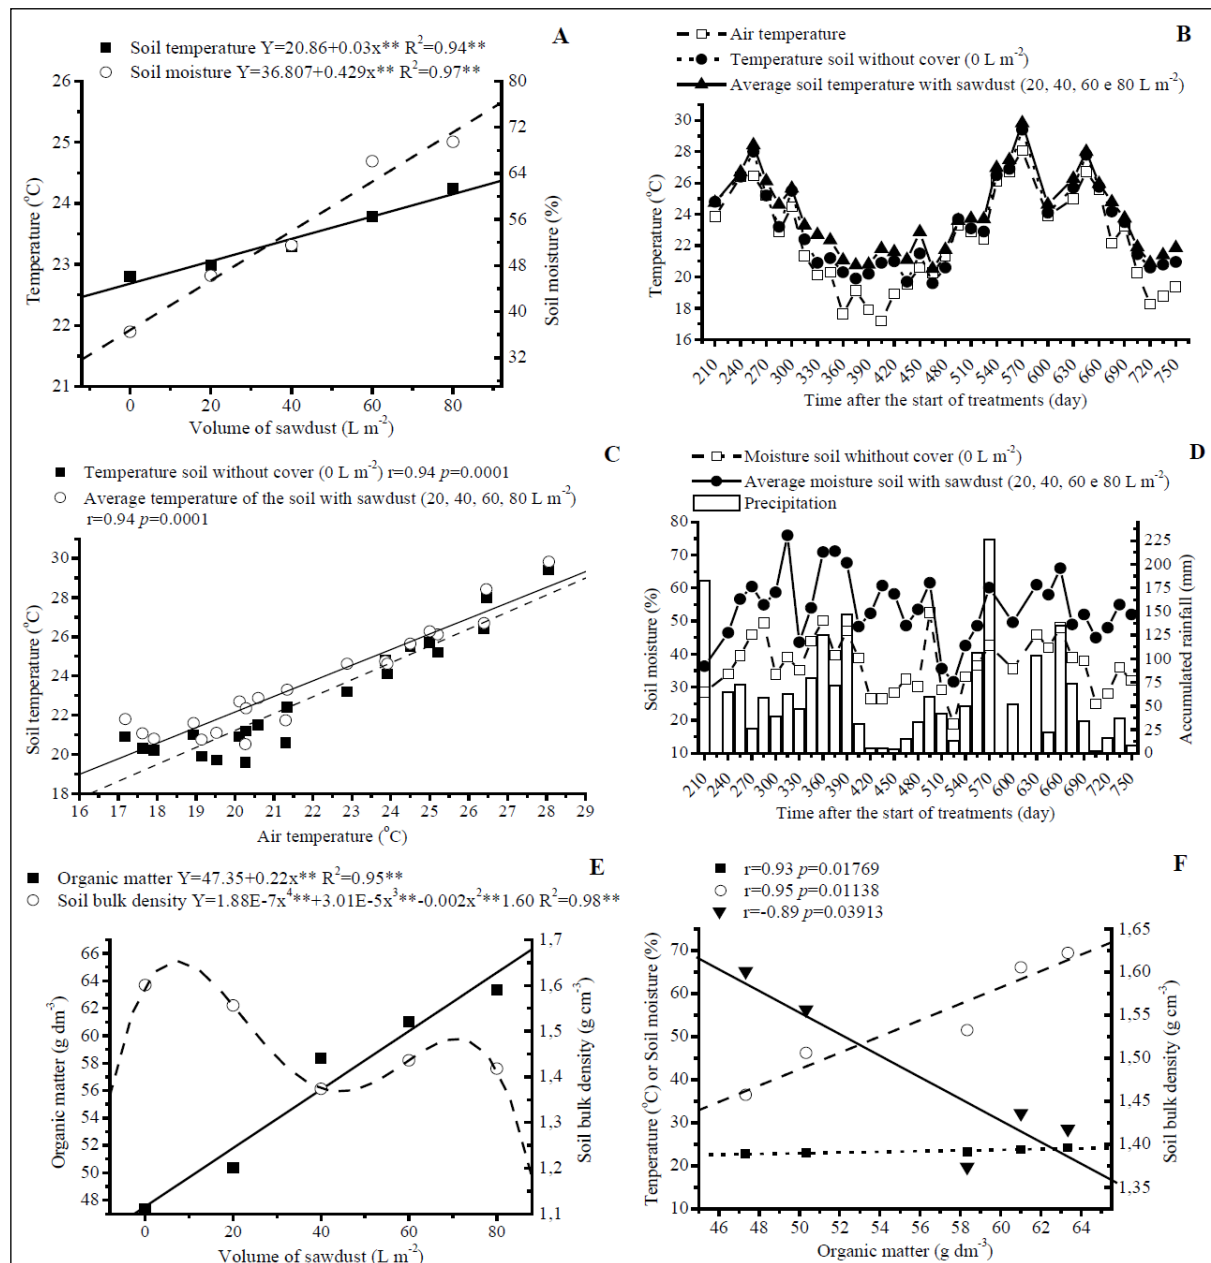 A
Soil temperature Y=20.86+0.03x** R²=0.94**
Soil moisture Y=36.807+0.429x** R²=0.97**
26
25
24
23
22
21
Temperature (°C)
80
72
64
56
48
40
32
Soil moisture (%)
0 20 40 60 80
Volume of sawdust (L m⁻²)
B
Air temperature
Temperature soil without cover (0 L m⁻²)
Average soil temperature with sawdust (20, 40, 60 e 80 L m⁻²)
30
28
26
24
22
20
18
16
Temperature (°C)
210 240 270 300 330 360 390 420 450 480 510 540 570 600 630 660 690 720 750
Time after the start of treatments (day)
C
Temperature soil without cover (0 L m⁻²) r=0.94 p=0.0001
Average temperature of the soil with sawdust (20, 40, 60, 80 L m⁻²)
r=0.94 p=0.0001
30
28
26
24
22
20
18
Soil temperature (°C)
16 17 18 19 20 21 22 23 24 25 26 27 28 29
Air temperature (°C)
D
Moisture soil whithout cover (0 L m⁻²)
Average moisture soil with sawdust (20, 40, 60 e 80 L m⁻²)
Precipitation
80
70
60
50
40
30
20
10
Soil moisture (%)
225
200
175
150
125
100
75
50
25
0
Accumulated rainfall (mm)
210 240 270 300 330 360 390 420 450 480 510 540 570 600 630 660 690 720 750
Time after the start of treatments (day)
E
Organic matter Y=47.35+0.22x** R²=0.95**
Soil bulk density Y=1.88E-7x⁴**+3.01E-5x³**-0.002x²**1.60 R²=0.98**
66
64
62
60
58
56
54
52
50
48
Organic matter (g dm⁻³)
1,7
1,6
1,5
1,4
1,3
1,2
1,1
Soil bulk density (g cm⁻³)
0 20 40 60 80
Volume of sawdust (L m⁻²)
F
r=0.93 p=0.01769
r=0.95 p=0.01138
r=-0.89 p=0.03913
70
60
50
40
30
20
10
Tenperature (°C) or Soil moisture (%)
1,65
1,60
1,55
1,50
1,45
1,40
1,35
Soil bulk density (g cm⁻³)
46 48 50 52 54 56 58 60 62 64
Organic matter (g dm⁻³)